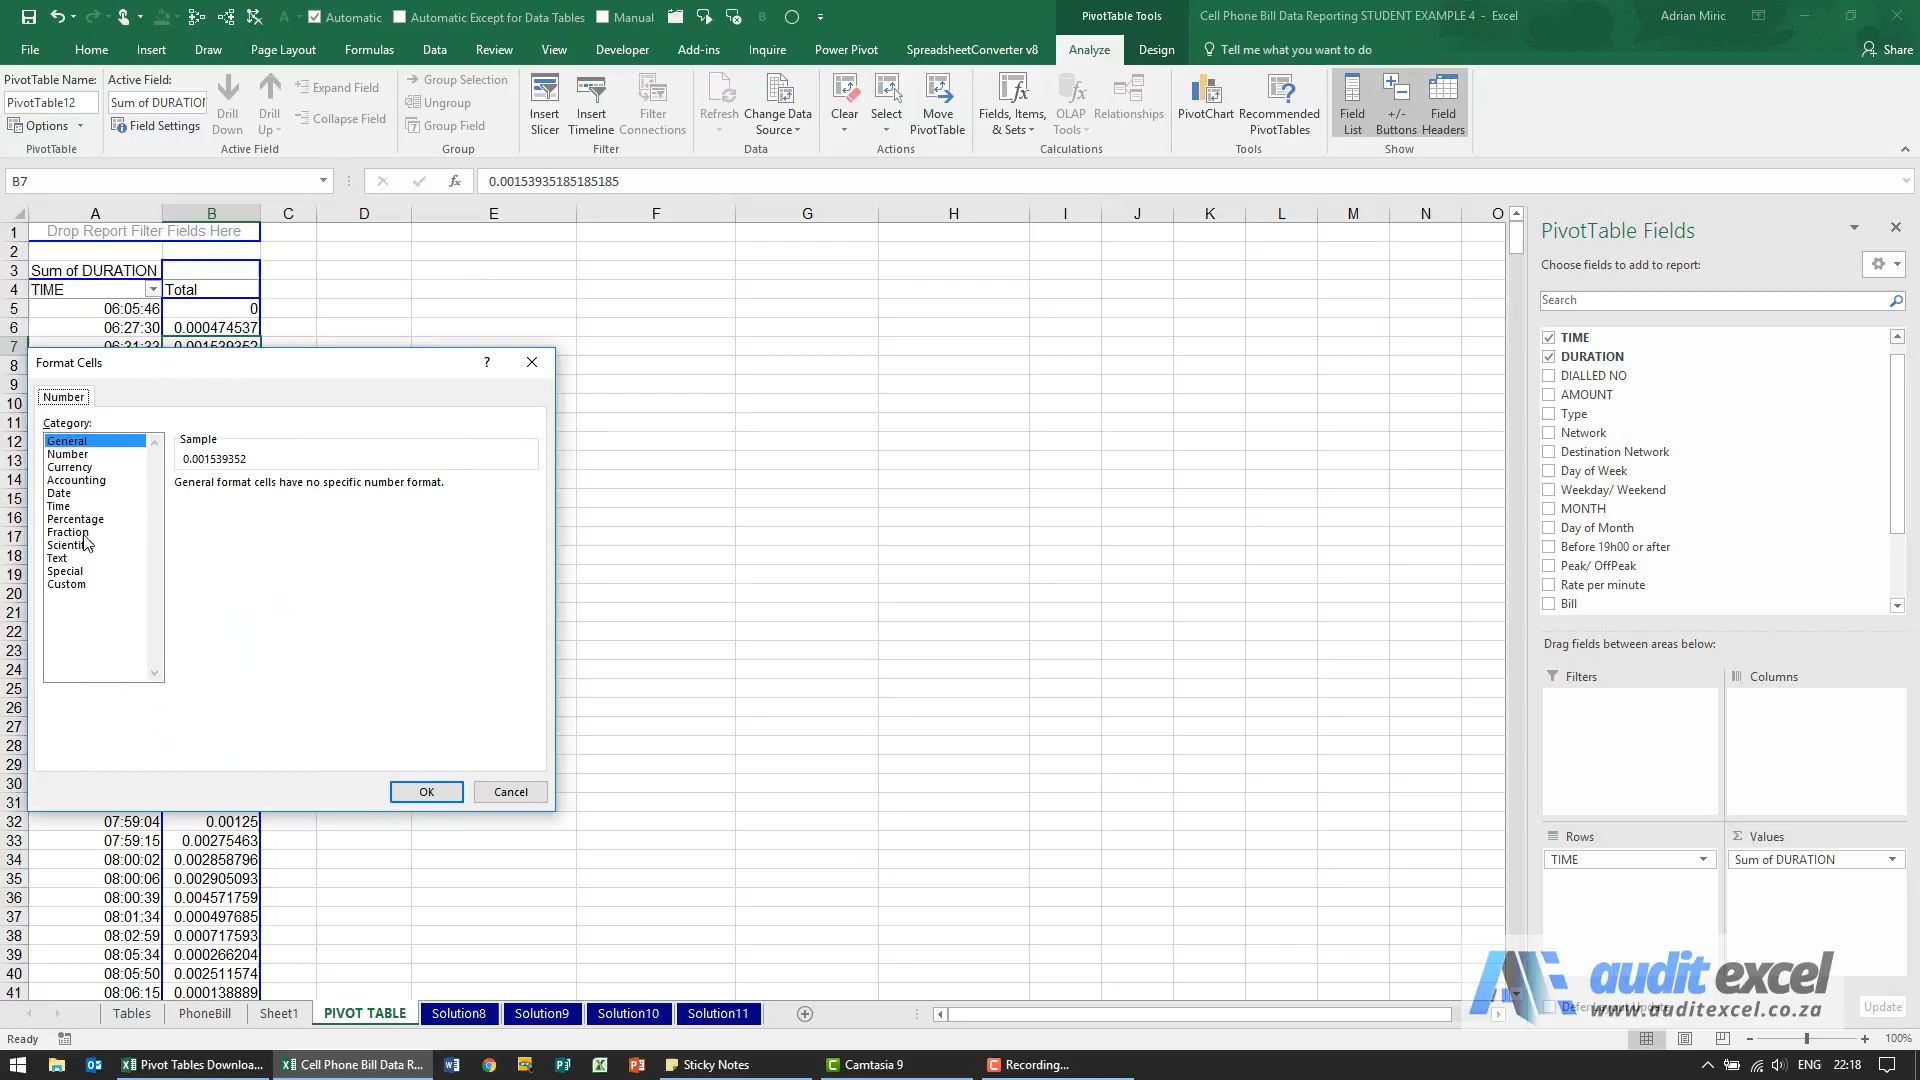 Automatic
Automatic Except for Data Tables
Manual
PivotTable Tools
Cell Phone Bill Data Reporting STUDENT EXAMPLE 4 - Excel
Adrian Miric
File
Home
Insert
Draw
Page Layout
Formulas
Data
Review
View
Developer
Add-ins
Inquire
Power Pivot
SpreadsheetConverter v8
Analyze
Design
Tell me what you want to do
Share
PivotTable Name:
PivotTable12
Options
PivotTable
Active Field:
Sum of DURATION
Field Settings
Drill Down
Drill Up
Expand Field
Collapse Field
Active Field
Group Selection
Ungroup
Group Field
Group
Insert Slicer
Insert Timeline
Filter Connections
Filter
Refresh
Change Data Source
Data
Clear
Select
Move PivotTable
Actions
Fields, Items, & Sets
OLAP Tools
Relationships
Calculations
PivotChart
Recommended PivotTables
Tools
Field List
+/- Buttons
Field Headers
Show
B7
fx
0.00153935185185185
A B C D E F G H I J K L M N O
1 Drop Report Filter Fields Here
2
3 Sum of DURATION
4 TIME Total
5 06:05:46 0
6 06:27:30 0.000474537
7 06:31:33 0.001539352
8
9
10
11
12
13
14
15
16
17
18
19
20
21
22
23
24
25
26
27
28
29
30
31
32 07:59:04 0.00125
33 07:59:15 0.00275463
34 08:00:02 0.002858796
35 08:00:06 0.002905093
36 08:00:39 0.004571759
37 08:01:34 0.000497685
38 08:02:59 0.000717593
39 08:05:34 0.000266204
40 08:05:50 0.002511574
41 08:06:15 0.000138889
Format Cells
?
Number
Category:
General
Number
Currency
Accounting
Date
Time
Percentage
Fraction
Scientif
Text
Special
Custom
Sample
0.001539352
General format cells have no specific number format.
OK
Cancel
PivotTable Fields
Choose fields to add to report:
Search
TIME
DURATION
DIALLED NO
AMOUNT
Type
Network
Destination Network
Day of Week
Weekday/ Weekend
MONTH
Day of Month
Before 19h00 or after
Peak/ OffPeak
Rate per minute
Bill
Drag fields between areas below:
Filters
Columns
Rows
Σ Values
TIME
Sum of DURATION
Defer Layout Update
Update
audit excel
www.auditexcel.co.za
Tables
PhoneBill
Sheet1
PIVOT TABLE
Solution8
Solution9
Solution10
Solution11
Ready
100%
Pivot Tables Downloa...
Cell Phone Bill Data R...
Sticky Notes
Camtasia 9
Recording...
ENG
22:18